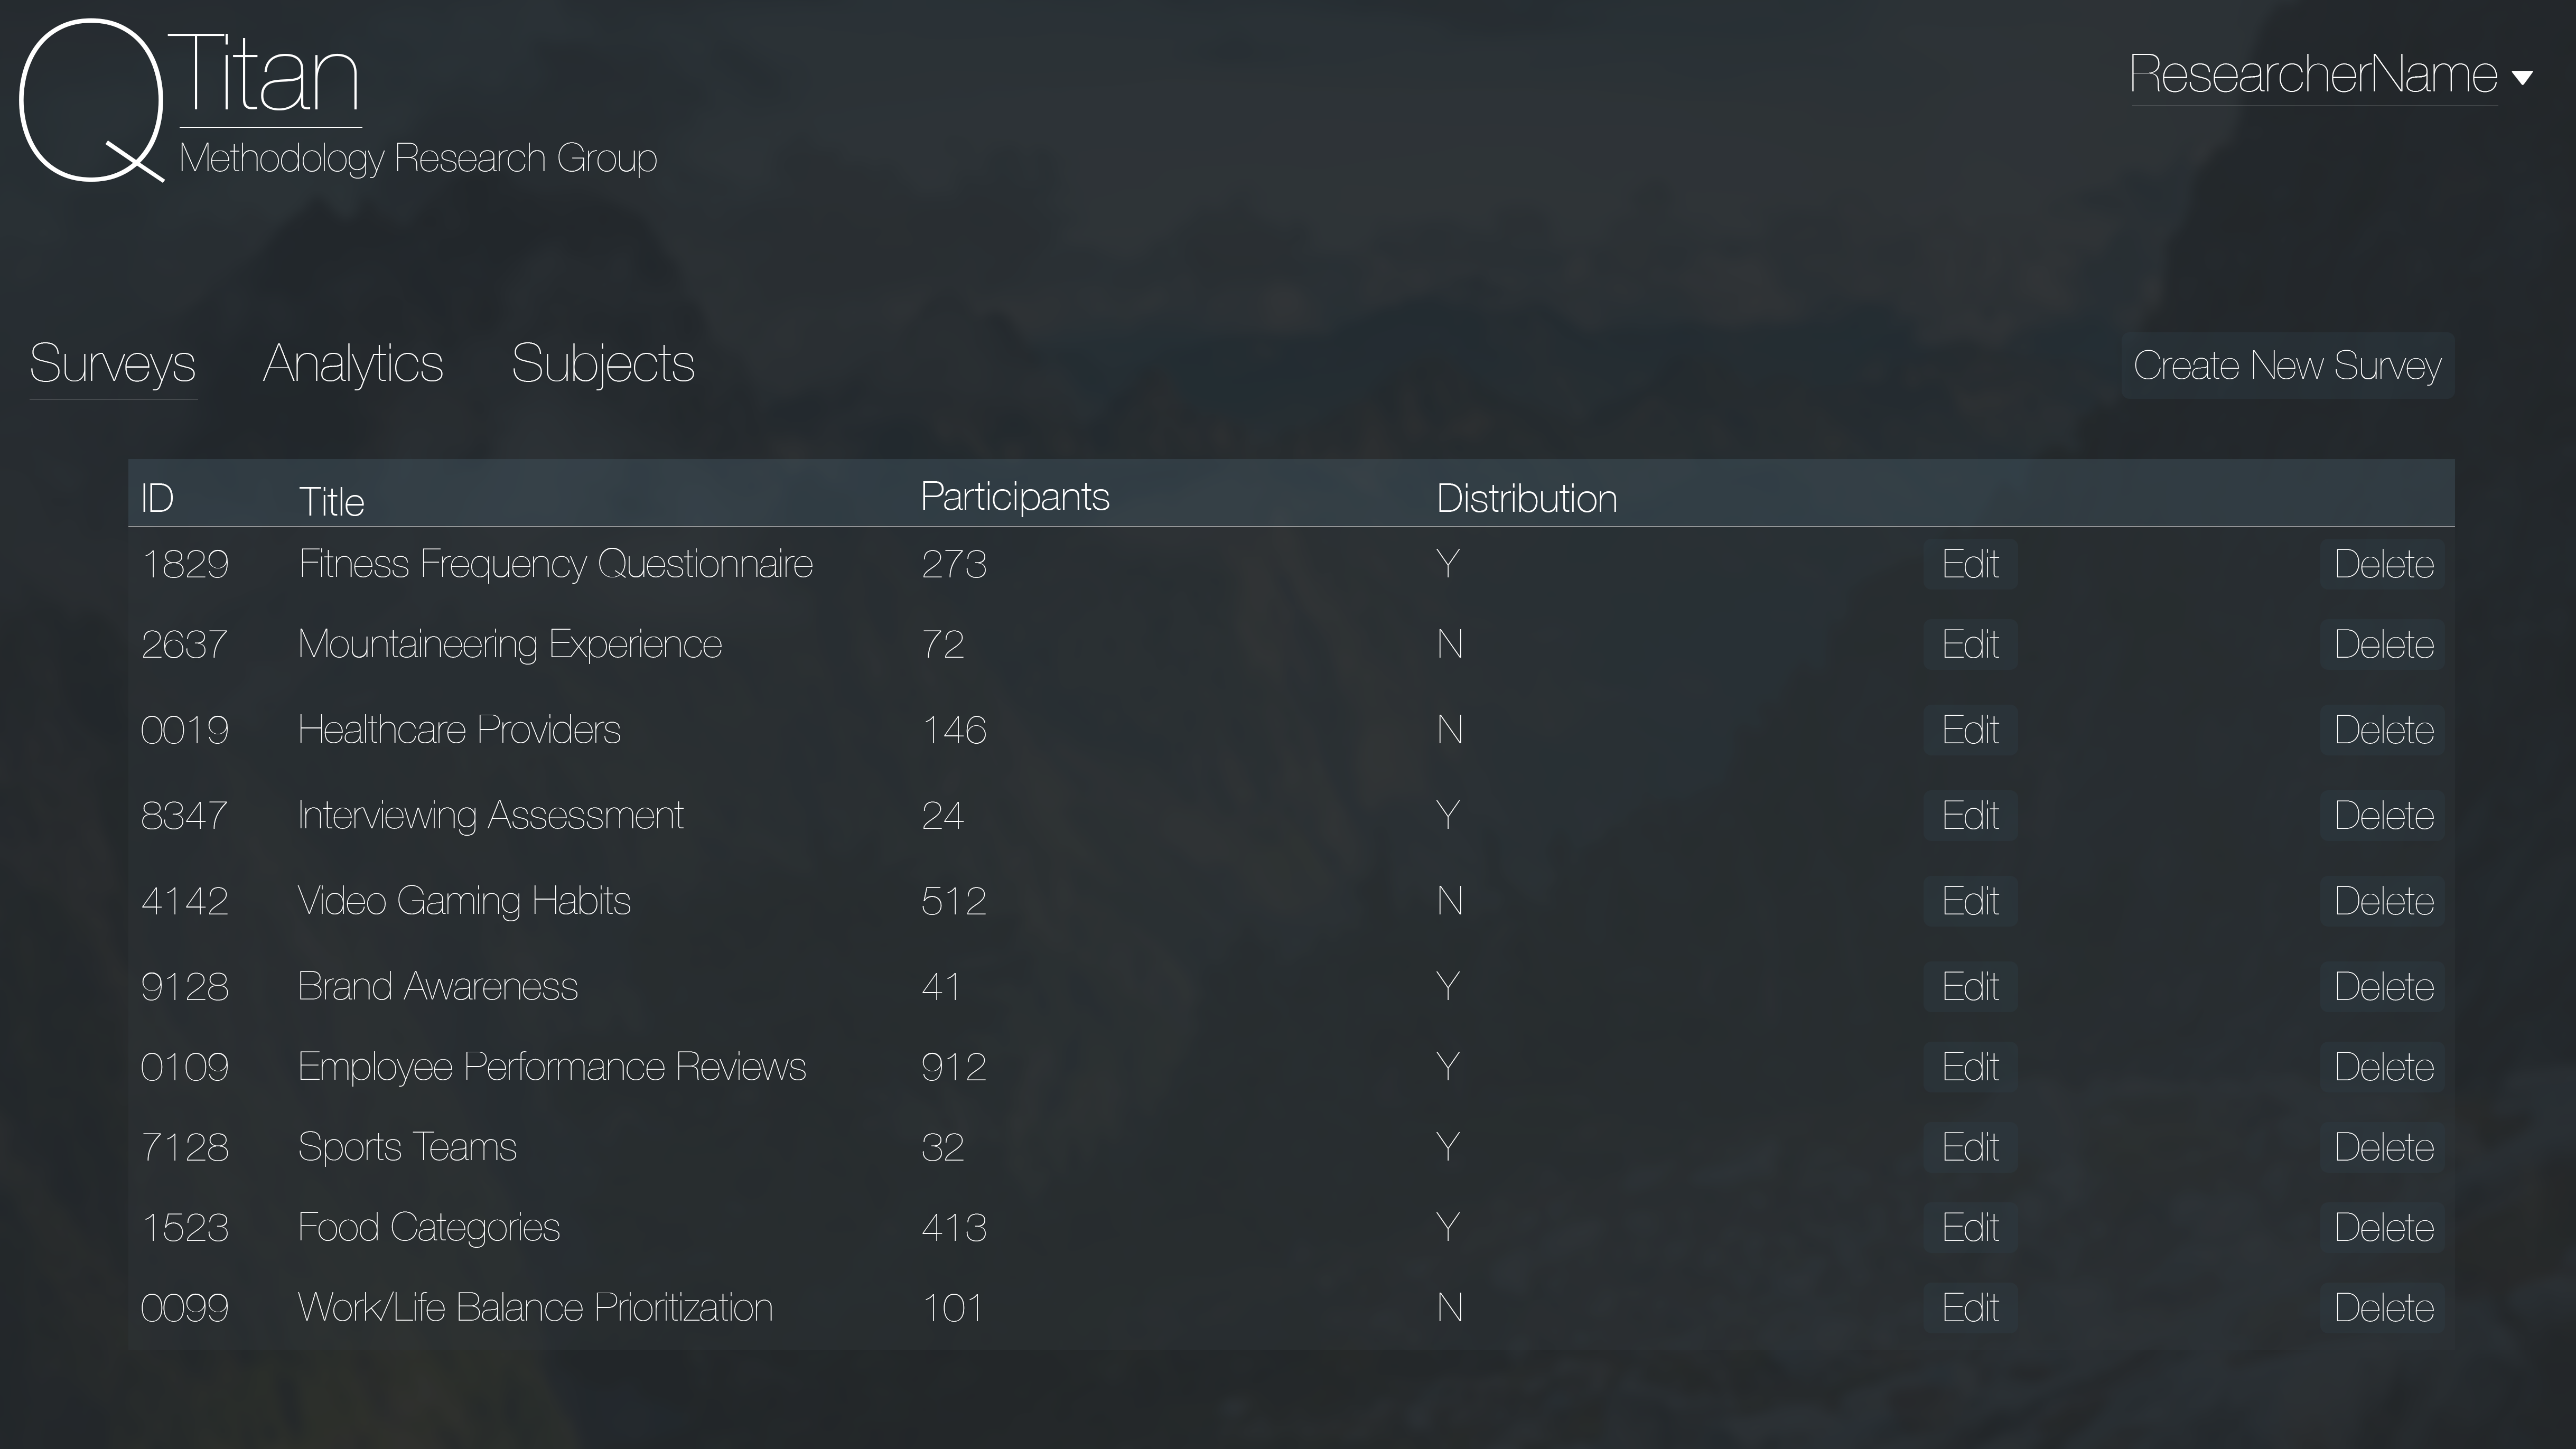 QTitan
Methodology Research Group
ResearcherName
Surveys Analytics Subjects Create New Survey
ID Title Participants Distribution
1829 Fitness Frequency Questionnaire 273 Y Edit Delete
2637 Mountaineering Experience 72 N Edit Delete
0019 Healthcare Providers 146 N Edit Delete
8347 Interviewing Assessment 24 Y Edit Delete
4142 Video Gaming Habits 512 N Edit Delete
9128 Brand Awareness 41 Y Edit Delete
0109 Employee Performance Reviews 912 Y Edit Delete
7128 Sports Teams 32 Y Edit Delete
1523 Food Categories 413 Y Edit Delete
0099 Work/Life Balance Prioritization 101 N Edit Delete